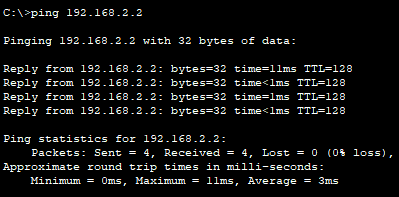 C:\>ping 192.168.2.2
Pinging 192.168.2.2 with 32 bytes of data:
Reply from 192.168.2.2: bytes=32 time=11ms TTL=128
Reply from 192.168.2.2: bytes=32 time<1ms TTL=128
Reply from 192.168.2.2: bytes=32 time=1ms TTL=128
Reply from 192.168.2.2: bytes=32 time<1ms TTL=128
Ping statistics for 192.168.2.2:
    Packets: Sent = 4, Received = 4, Lost = 0 (0% loss),
Approximate round trip times in milli-seconds:
    Minimum = 0ms, Maximum = 11ms, Average = 3ms